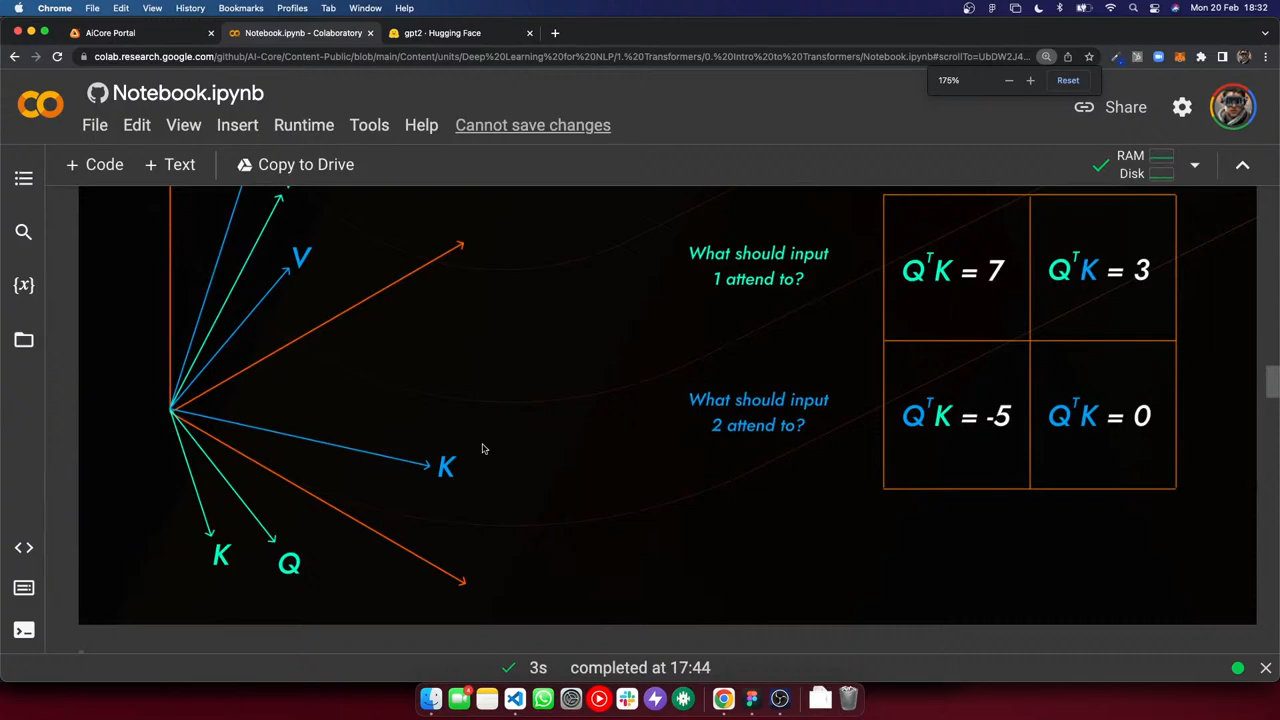 Chrome File Edit View History Bookmarks Profiles Tab Window Help Mon 20 Feb 18:32
AiCore Portal Notebook.ipynb - Colaboratory gpt2 · Hugging Face
colab.research.google.com/github/AI-Core/Content-Public/blob/main/Content/units/Deep%20Learning%20for%20NLP/1.%20Transformers/0.%20Intro%20to%20Transformers/Notebook.ipynb#scrollTo=UbDW2J4...
175% Reset
Notebook.ipynb
Share
File Edit View Insert Runtime Tools Help Cannot save changes
+ Code + Text Copy to Drive
RAM
Disk
{x}
V
K
K
Q
What should input
1 attend to?
QᵀK = 7 QᵀK = 3
What should input
2 attend to?
QᵀK = -5 QᵀK = 0
3s completed at 17:44
4